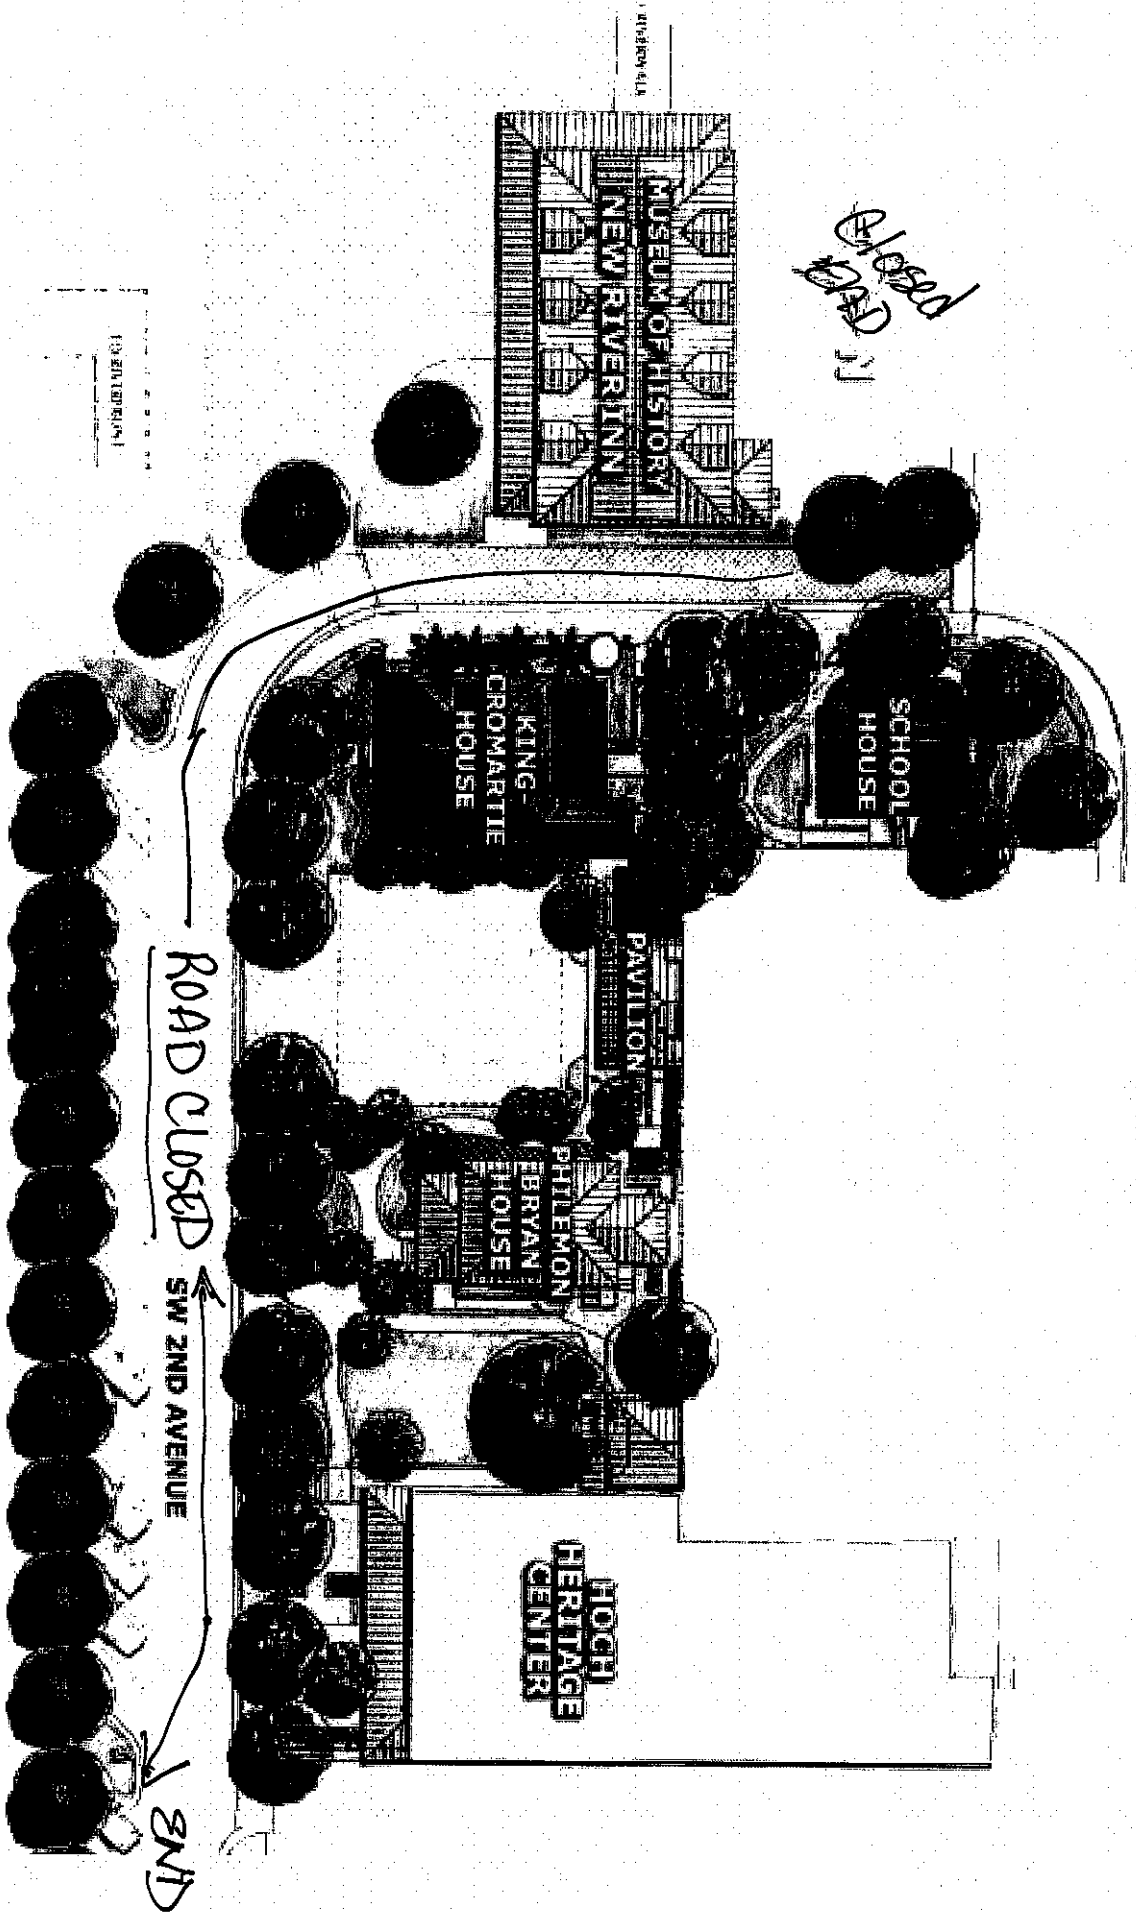 Closed
END
MUSEUM OF HISTORY
NEW RIVER INN
SCHOOL
HOUSE
KING-
CROMARTIE
HOUSE
PAVILION
ROAD CLOSED
PHILEMON
BRYAN
HOUSE
SW 2ND AVENUE
HOCH
HERITAGE
CENTER
END